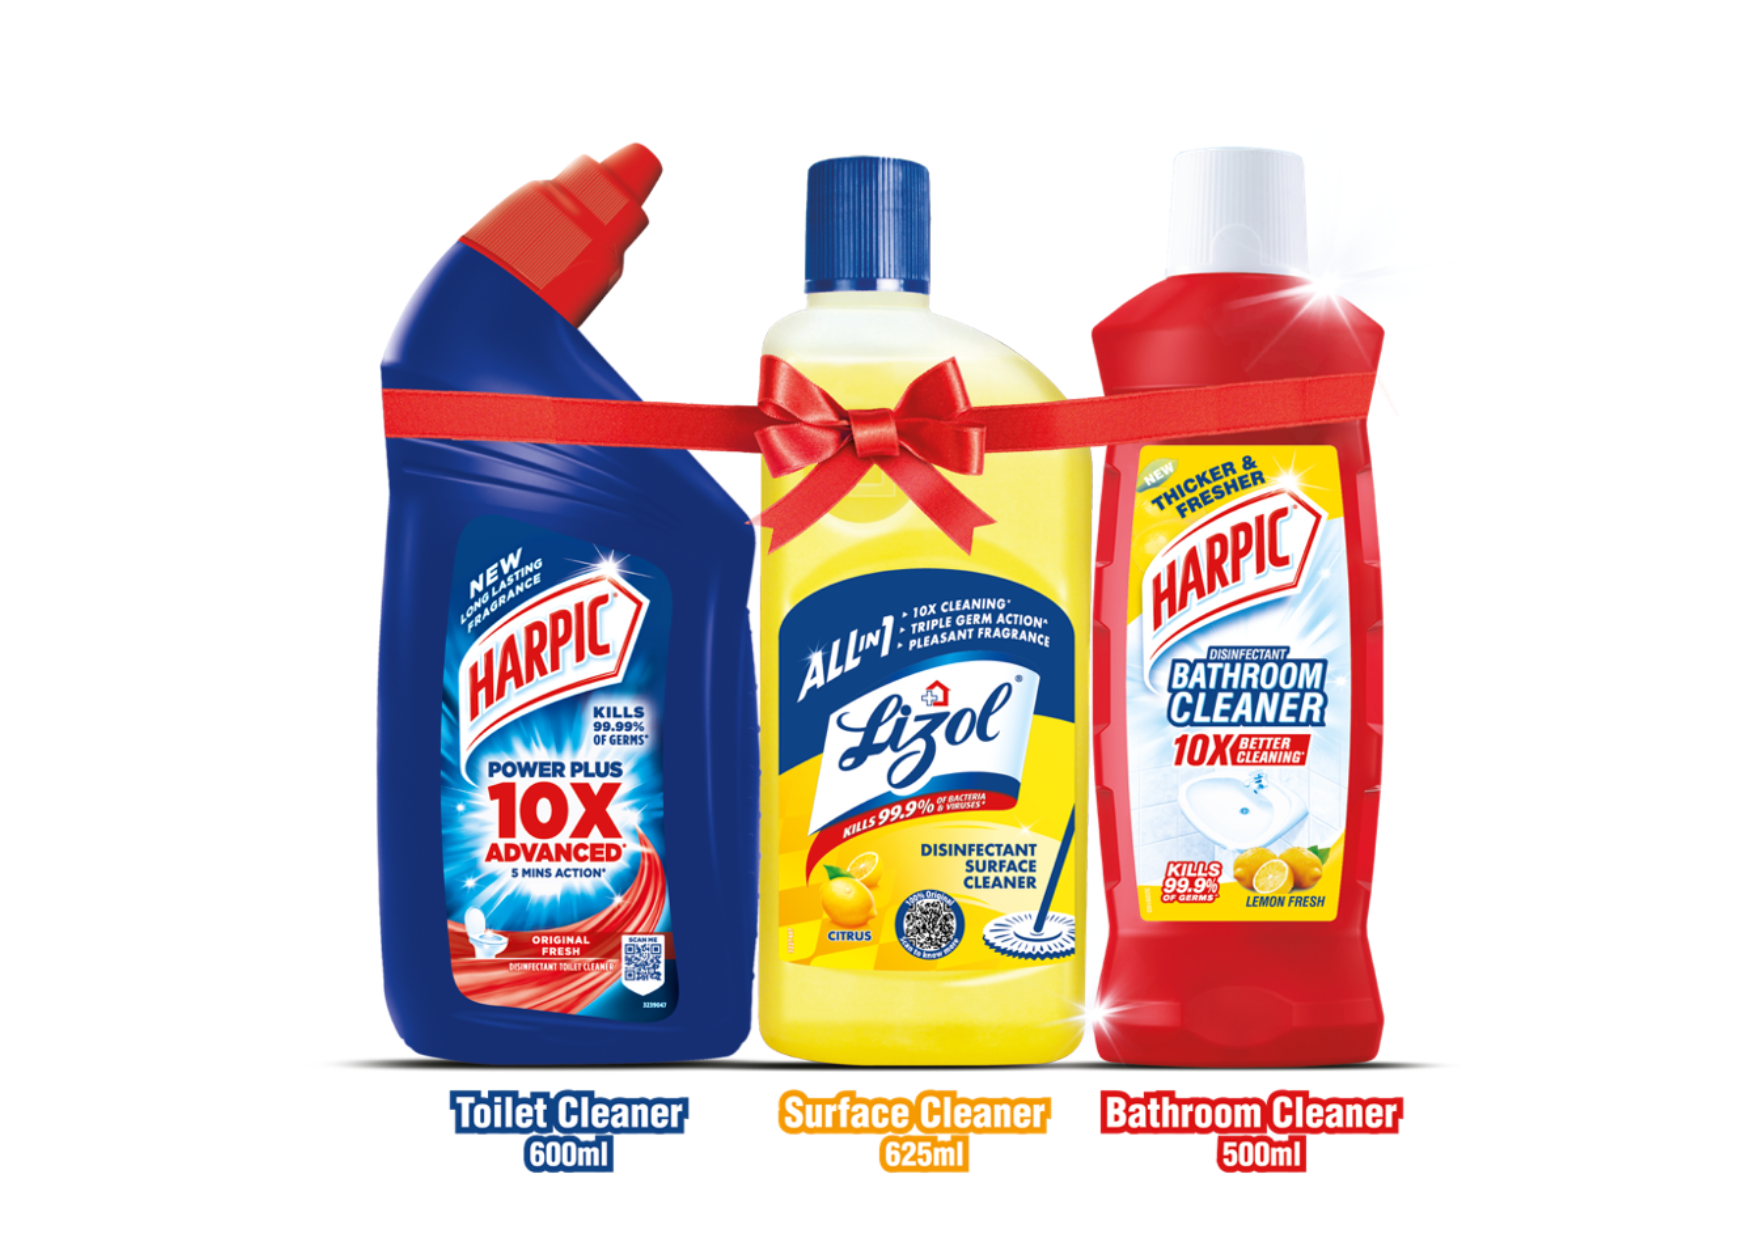 NEW
LONG LASTING
FRAGRANCE
HARPIC
KILLS
99.99%
OF GERMS*
POWER PLUS
10X
ADVANCED*
5 MINS ACTION*
ORIGINAL
FRESH
DISINFECTANT TOILET CLEANER
SCAN ME
3239047
ALL IN 1
10X CLEANING*
TRIPLE GERM ACTION^
PLEASANT FRAGRANCE
Lizol®
KILLS 99.9% OF BACTERIA
& VIRUSES*
DISINFECTANT
SURFACE
CLEANER
CITRUS
100% Original
NEW
THICKER &
FRESHER
HARPIC
DISINFECTANT
BATHROOM
CLEANER
10X BETTER
CLEANING*
KILLS
99.9%
OF GERMS*
LEMON FRESH
Toilet Cleaner
600ml
Surface Cleaner
625ml
Bathroom Cleaner
500ml